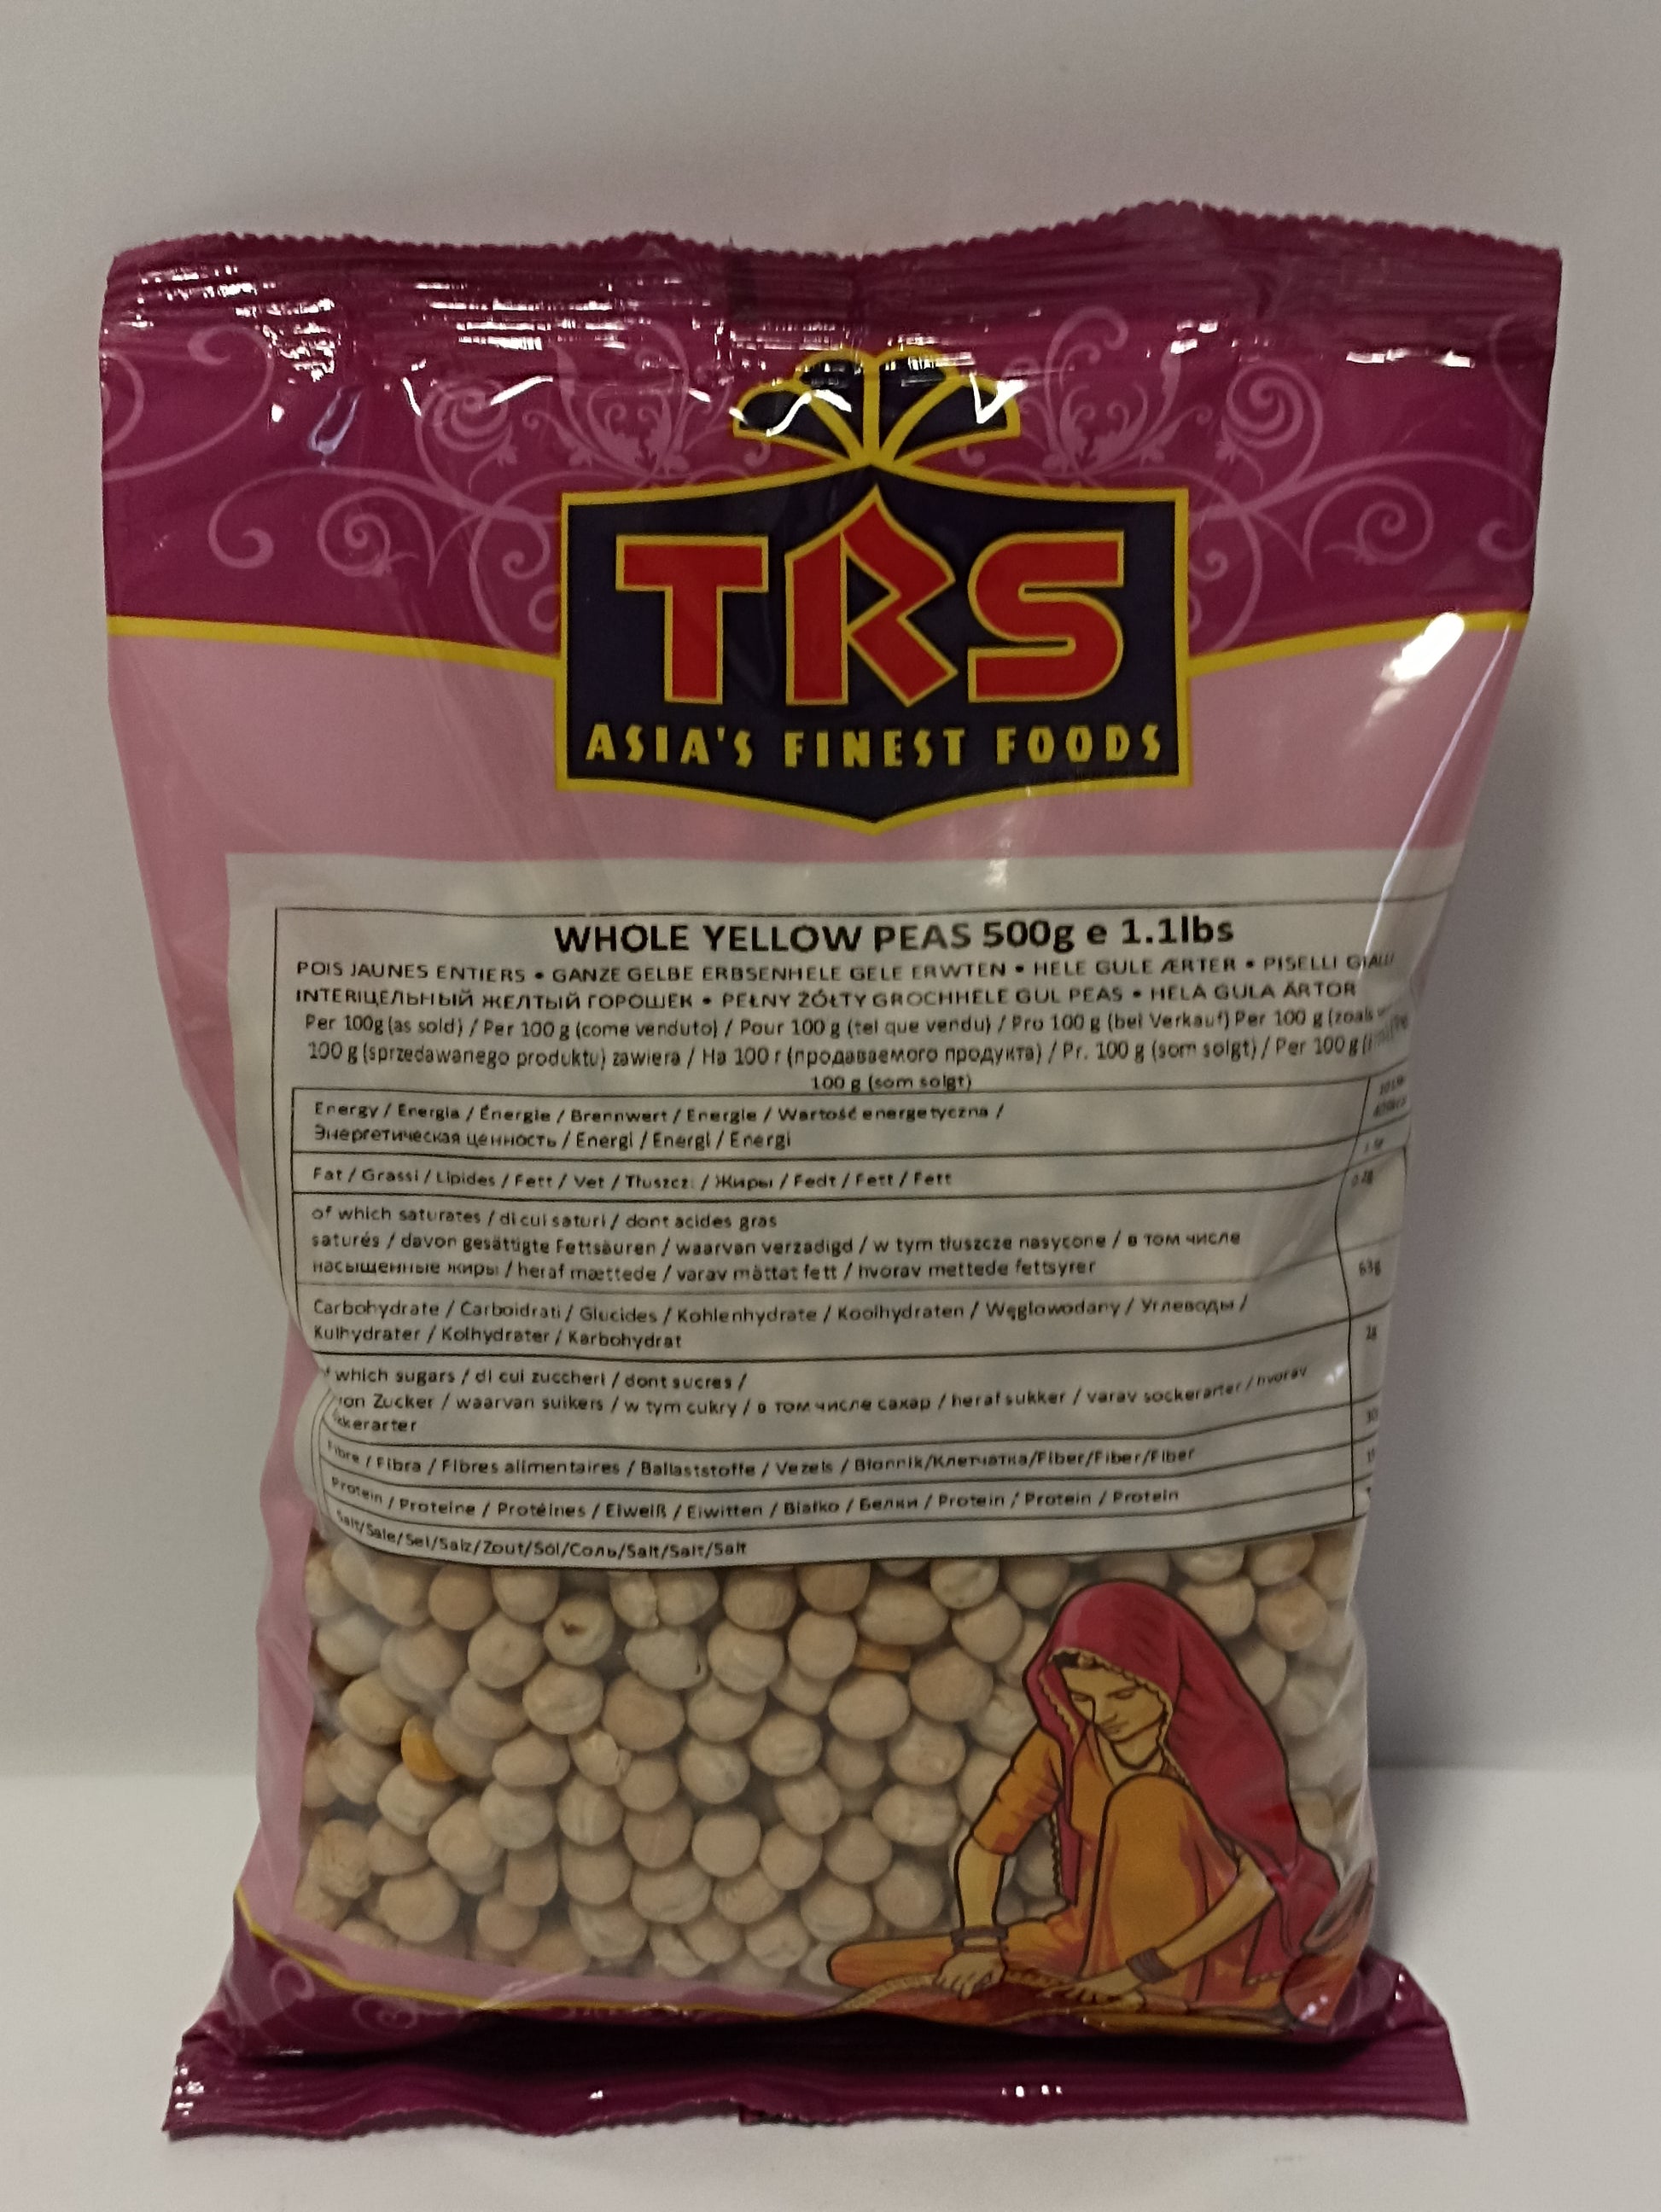 TRS
ASIA'S FINEST FOODS
WHOLE YELLOW PEAS 500g e 1.1lbs
POIS JAUNES ENTIERS • GANZE GELBE ERBSENHELE GELE ERWTEN • HELE GULE ÆRTER • PISELLI GIALLI
INTERIЦЕЛЬНЫЙ ЖЕЛТЫЙ ГОРОШЕК • PEŁNY ŻÓŁTY GROCHHELE GUL PEAS • HELA GULA ÄRTOR
Per 100g (as sold) / Per 100 g (come venduto) / Pour 100 g (tel que vendu) / Pro 100 g (bei Verkauf) Per 100 g (zoals
100 g (sprzedawanego produktu) zawiera / На 100 г (продаваемого продукта) / Pr. 100 g (som solgt) / Per 100 g
100 g (som solgt)
Energy / Energia / Énergie / Brennwert / Energie / Wartość energetyczna /
Энергетическая ценность / Energi / Energi / Energi
Fat / Grassi / Lipides / Fett / Vet / Tłuszcz: / Жиры / Fedt / Fett / Fett
of which saturates / di cui saturi / dont acides gras
saturés / davon gesättigte Fettsäuren / waarvan verzadigd / w tym tłuszcze nasycone / в том числе
насыщенные жиры / heraf mættede / varav mättat fett / hvorav mettede fettsyrer
63g
Carbohydrate / Carboidrati / Glucides / Kohlenhydrate / Koolhydraten / Węglowodany / Углеводы /
Kulhydrater / Kolhydrater / Karbohydrat
which sugars / di cui zuccheri / dont sucres /
von Zucker / waarvan suikers / w tym cukry / в том числе сахар / heraf sukker / varav sockerarter / hvorav
kerarter
Fibre / Fibra / Fibres alimentaires / Ballaststoffe / Vezels / Błonnik/Клетчатка/Fiber/Fiber/Fiber
Protein / Proteine / Protéines / Eiweiß / Eiwitten / Białko / Белки / Protein / Protein / Protein
Salt/Sale/Sel/Salz/Zout/Sól/Соль/Salt/Salt/Salt